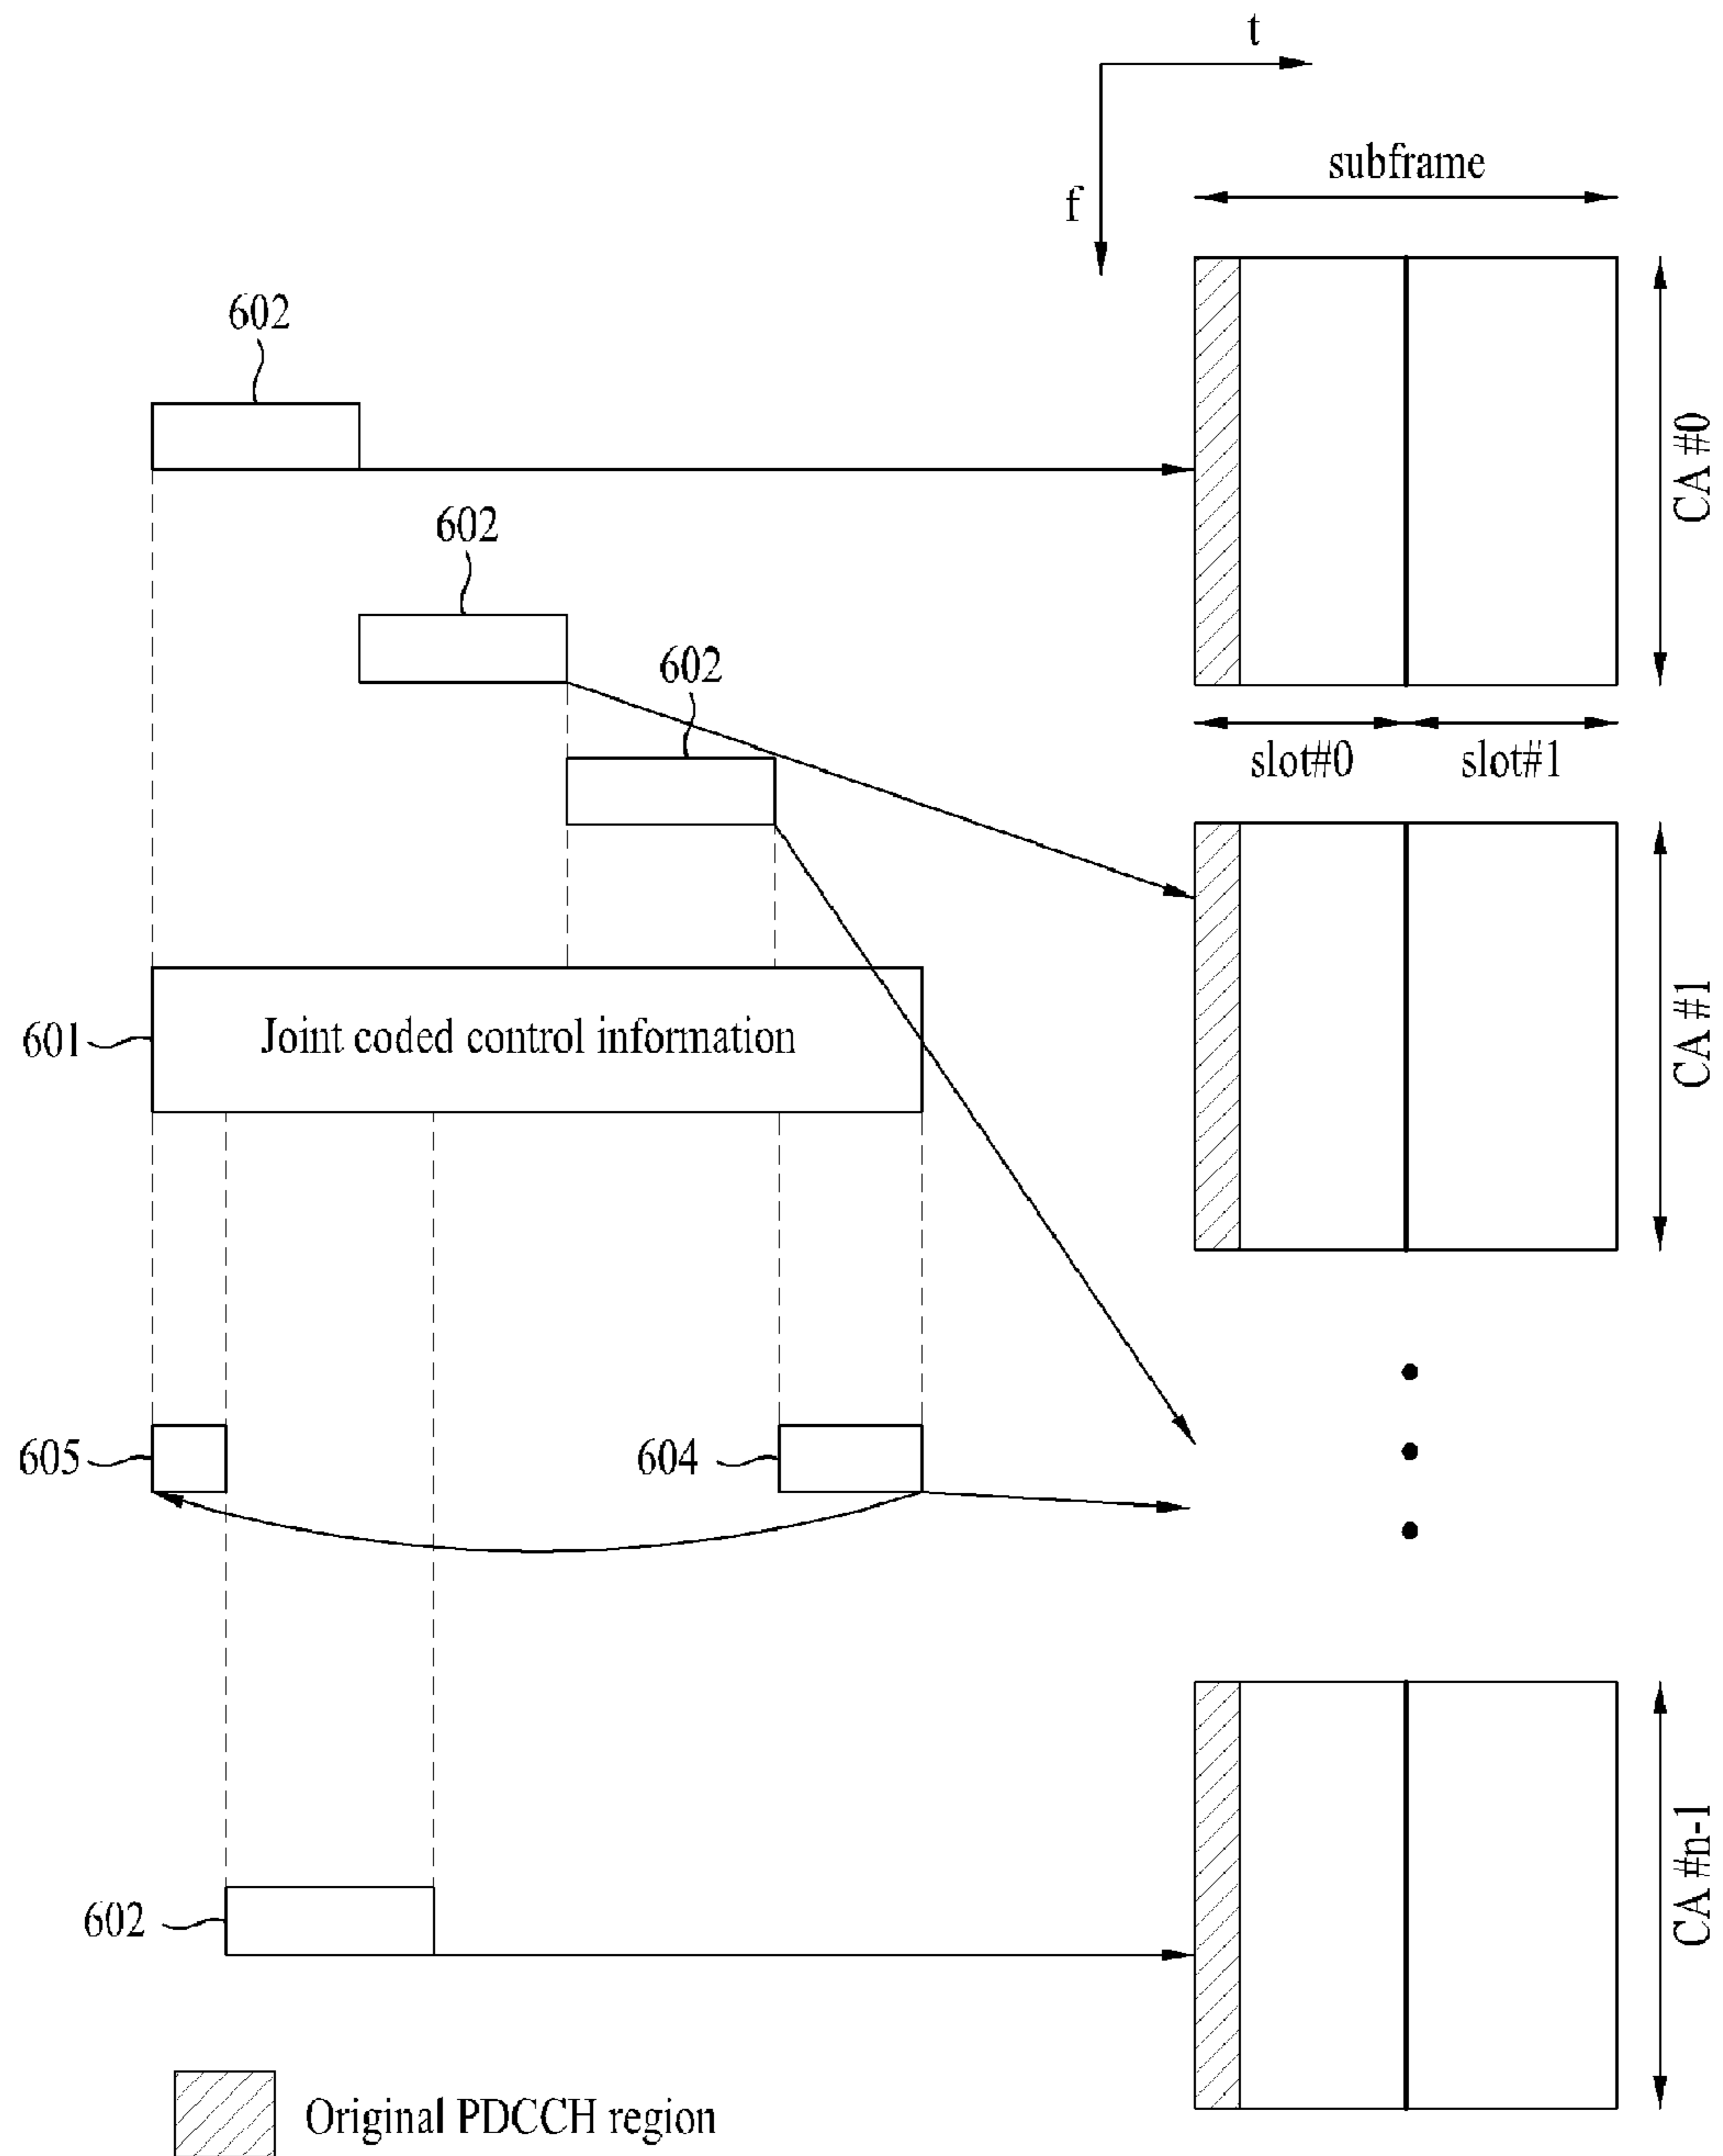 t
f
subframe
602
CA #0
602
602
slot#0
slot#1
601
Joint coded control information
CA #1
605
604
602
CA #n-1
Original PDCCH region